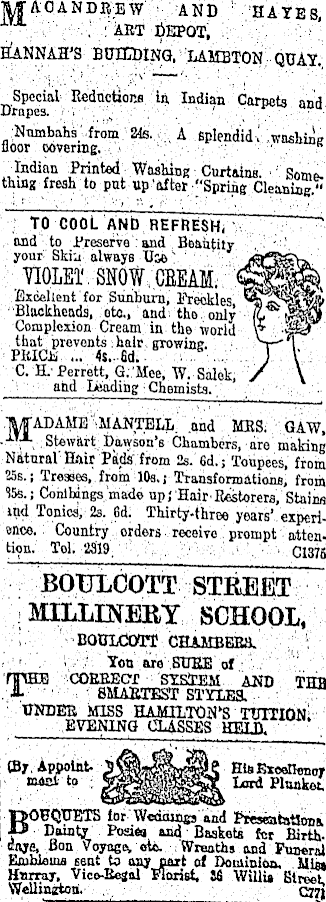 MACANDREW AND HAYES,
ART DEPOT,
HANNAH'S BUILDING, LAMBTON QUAY.
Special Reductions in Indian Carpets and
Drapes.
Numbahs from 24s. A splendid washing
floor covering.
Indian Printed Washing Curtains. Some-
thing fresh to put up after "Spring Cleaning."
TO COOL AND REFRESH,
and to Preserve and Beautify
your Skin always Use
VIOLET SNOW CREAM.
Excellent for Sunburn, Freckles,
Blackheads, etc., and the only
Complexion Cream in the world
that prevents hair growing.
PRICE ... 4s. 6d.
C. H. Perrett, G. Mee, W. Salek,
and Leading Chemists.
MADAME MANTELL and MRS. GAW,
Stewart Dawson's Chambers, are making
Natural Hair Pads from 2s. 6d.; Toupees, from
25s.; Tresses, from 10s.; Transformations, from
35s.; Combings made up; Hair Restorers, Stains
and Tonics, 2s. 6d. Thirty-three years' experi-
ence. Country orders receive prompt atten-
tion. Tel. 2319 C1375
BOULCOTT STREET
MILLINERY SCHOOL,
BOULCOTT CHAMBERS.
You are SURE of
THE CORRECT SYSTEM AND THE
SMARTEST STYLES.
UNDER MISS HAMILTON'S TUITION.
EVENING CLASSES HELD.
(By Appoint- His Excellency
ment to Lord Plunket.
BOUQUETS for Weddings and Presentations
Dainty Posies and Baskets for Birth-
days, Bon Voyage, etc. Wreaths and Funeral
Emblems sent to any part of Dominion. Miss
Murray, Vice-Regal Florist, 36 Willis Street,
Wellington. C771